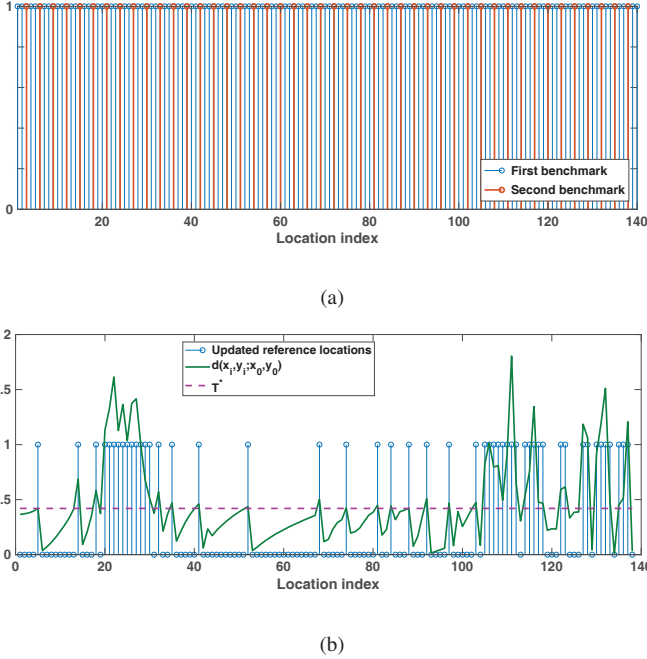 1
0
20 40 60 80 100 120 140
Location index
First benchmark
Second benchmark
(a)
2
.5
1
.5
0
0 20 40 60 80 100 120 140
Location index
Updated reference locations
d(x_i,y_i;x_0,y_0)
T*
(b)